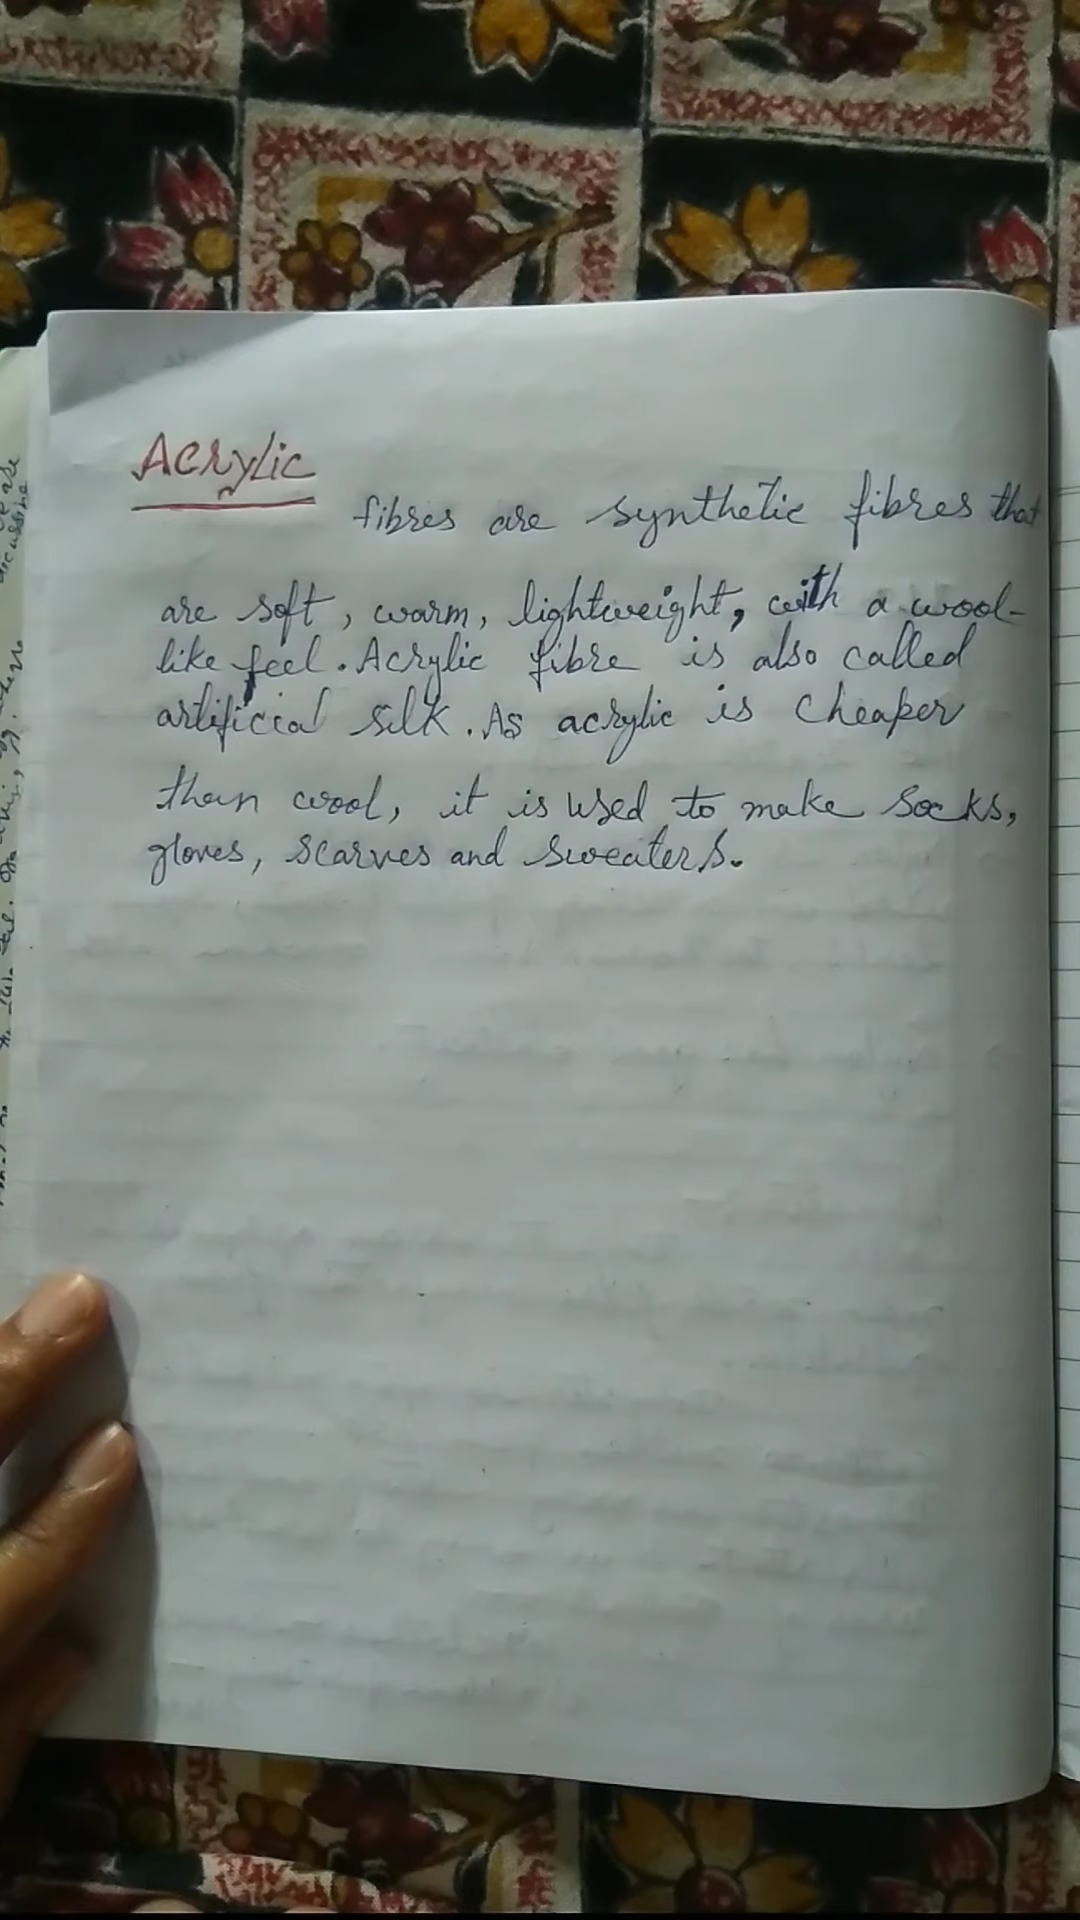 Acrylic
fibres are synthetic fibres that
are soft, warm, lightweight, with a wool-
like feel. Acrylic fibre is also called
artificial silk. As acrylic is cheaper
than wool, it is used to make socks,
gloves, scarves and sweaters.